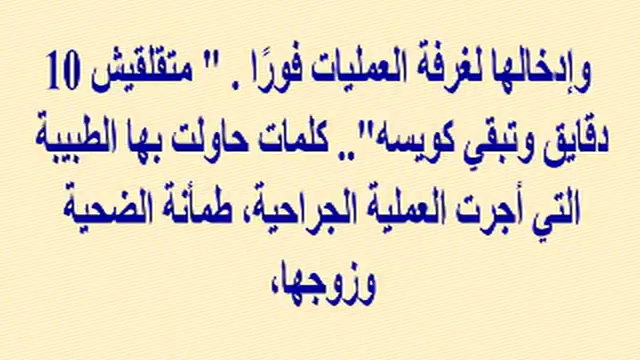 وإدخالها لغرفة العمليات فورًا . " متقلقيش 10
دقايق وتبقي كويسه".. كلمات حاولت بها الطبيبة
التي أجرت العملية الجراحية، طمأنة الضحية
وزوجها،